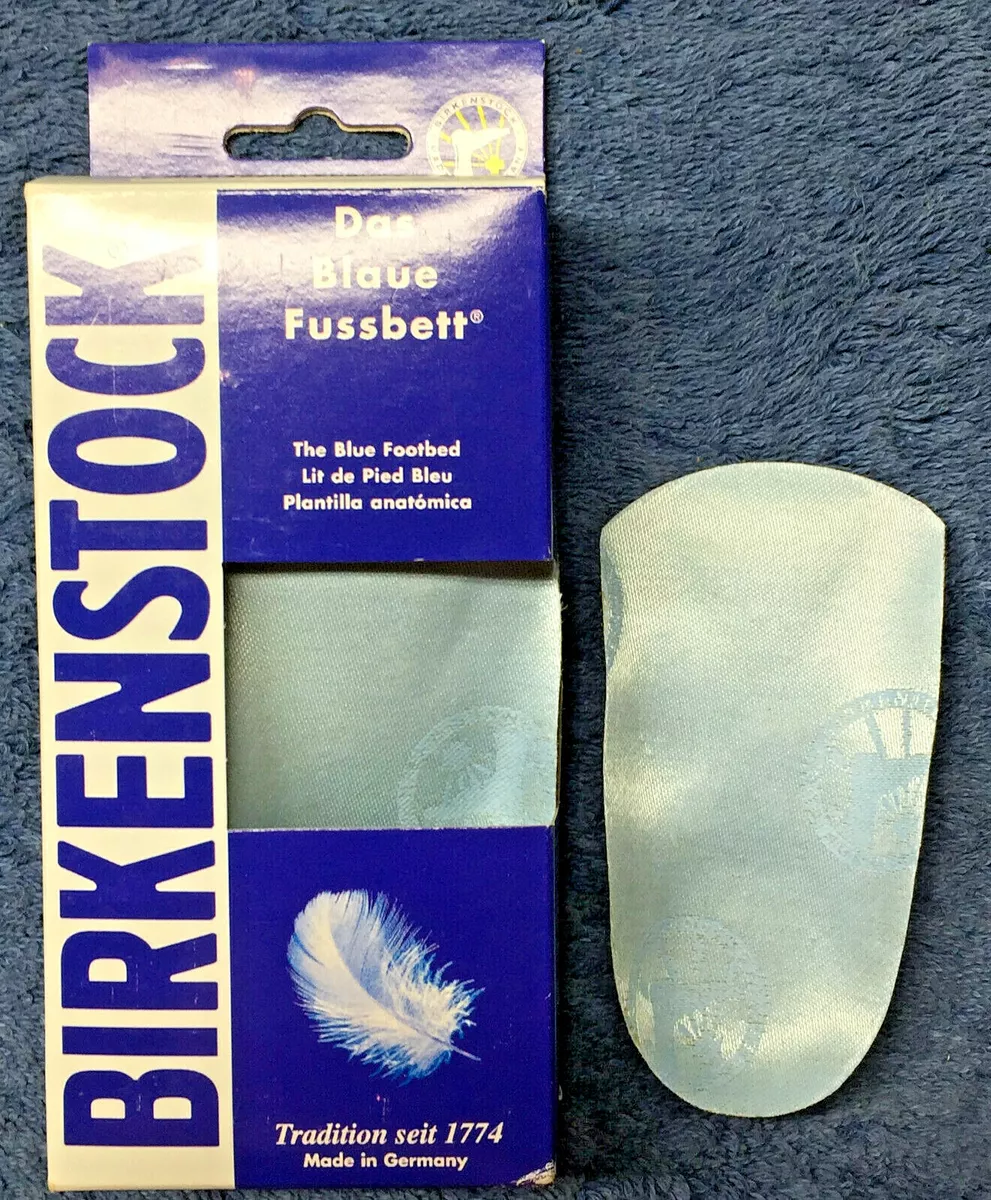 BIRKENSTOCK
BIRKENSTOCK®
Das
Blaue
Fussbett®
The Blue Footbed
Lit de Pied Bleu
Plantilla anatómica
Tradition seit 1774
Made in Germany